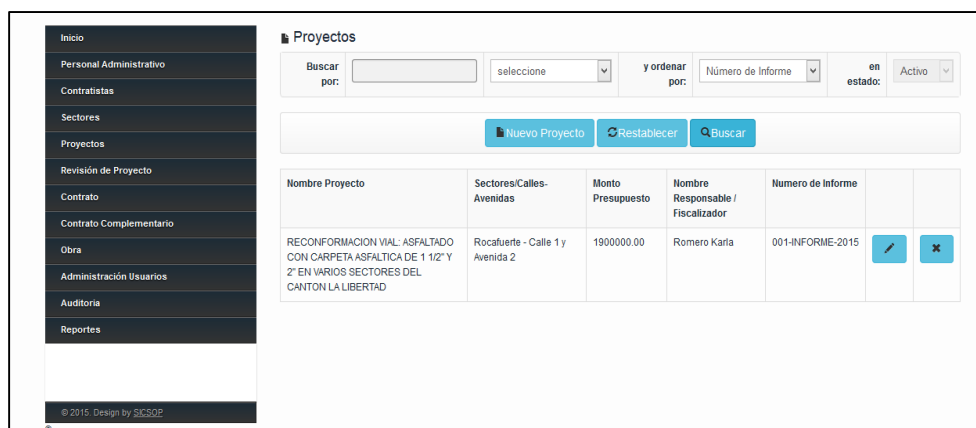 Inicio
Personal Administrativo
Contratistas
Sectores
Proyectos
Revisión de Proyecto
Contrato
Contrato Complementario
Obra
Administración Usuarios
Auditoria
Reportes
© 2015. Design by SICSOP
Proyectos
Buscar por:
seleccione
y ordenar por:
Número de Informe
en estado:
Activo
Nuevo Proyecto
Restablecer
Buscar
Nombre Proyecto
Sectores/Calles-
Avenidas
Monto
Presupuesto
Nombre
Responsable /
Fiscalizador
Numero de Informe
RECONFORMACION VIAL: ASFALTADO
CON CARPETA ASFALTICA DE 1 1/2" Y
2" EN VARIOS SECTORES DEL
CANTON LA LIBERTAD
Rocafuerte - Calle 1 y
Avenida 2
1900000.00
Romero Karla
001-INFORME-2015